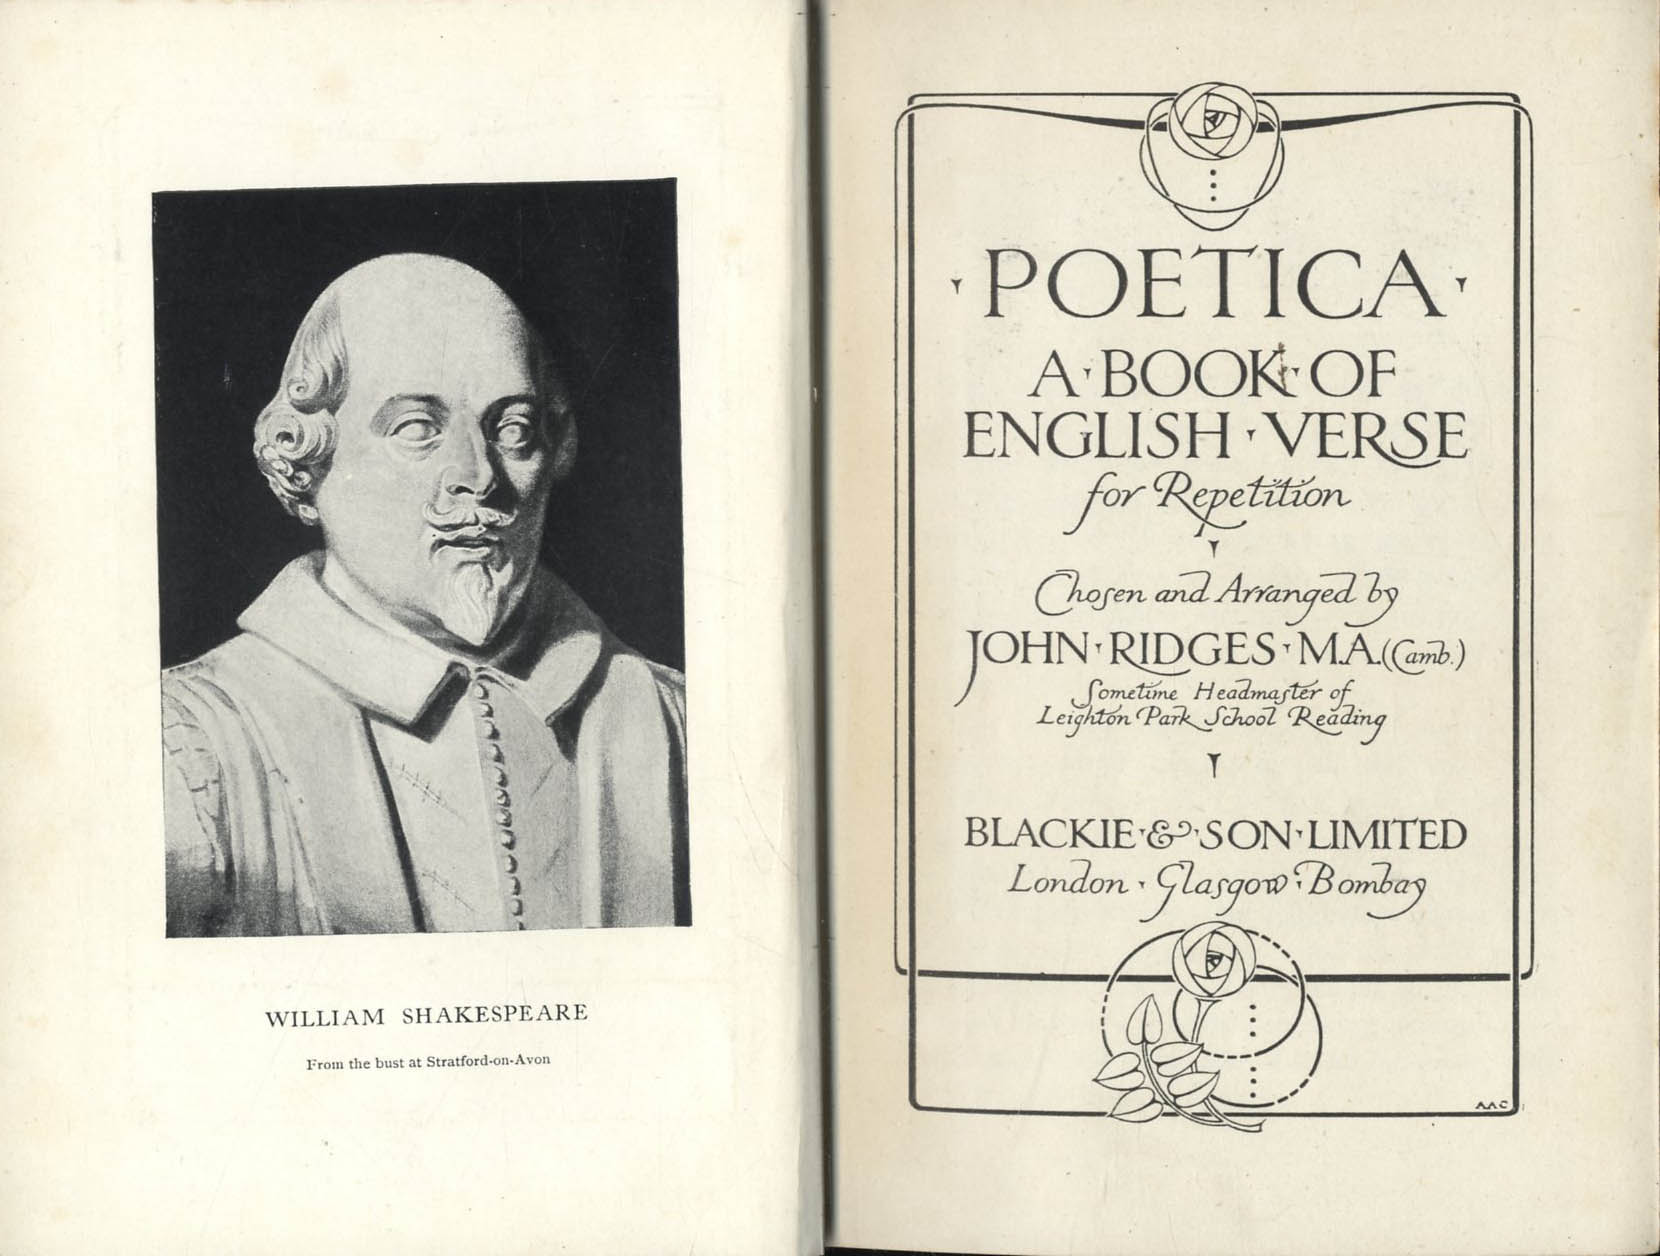 WILLIAM SHAKESPEARE
From the bust at Stratford-on-Avon
POETICA
A · BOOK · OF
ENGLISH · VERSE
for Repetition
Chosen and Arranged by
JOHN · RIDGES · M.A. (Camb.)
Sometime Headmaster of
Leighton Park School Reading
BLACKIE · & · SON · LIMITED
London · Glasgow · Bombay
AAC